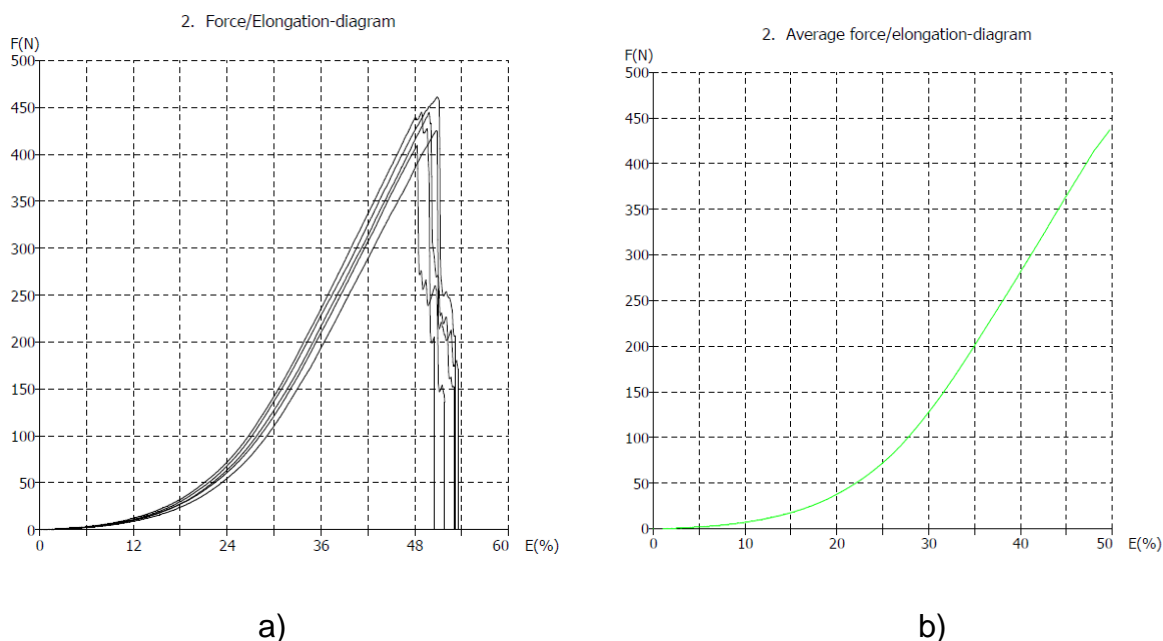 2. Force/Elongation-diagram
F(N)
500
450
400
350
300
250
200
150
100
50
0
0 12 24 36 48 60 E(%)
a)
2. Average force/elongation-diagram
F(N)
500
450
400
350
300
250
200
150
100
50
0
0 10 20 30 40 50 E(%)
b)